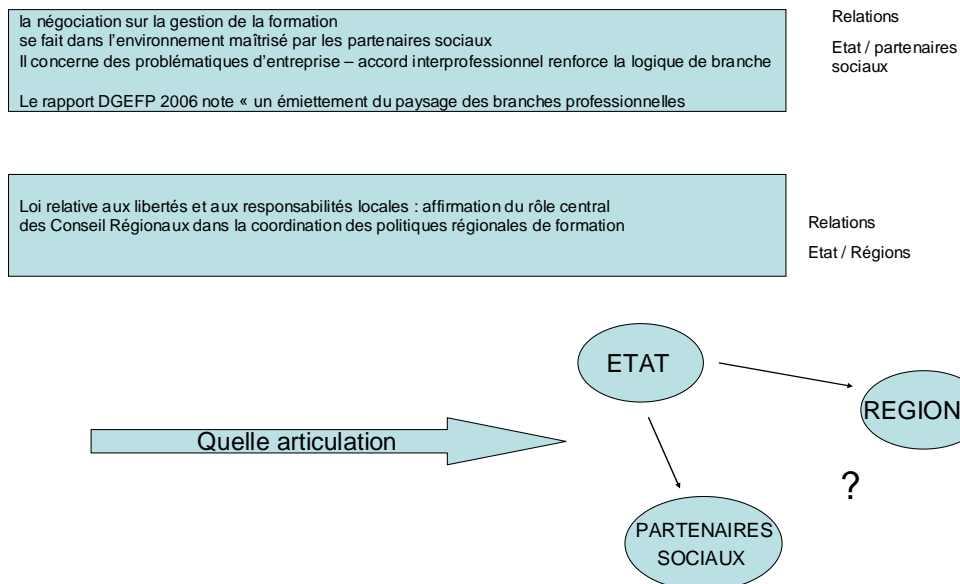 la négociation sur la gestion de la formation
se fait dans l'environnement maîtrisé par les partenaires sociaux
Il concerne des problématiques d'entreprise – accord interprofessionnel renforce la logique de branche
Le rapport DGEFP 2006 note « un émiettement du paysage des branches professionnelles
Relations
Etat / partenaires
sociaux
Loi relative aux libertés et aux responsabilités locales : affirmation du rôle central
des Conseil Régionaux dans la coordination des politiques régionales de formation
Relations
Etat / Régions
ETAT
REGION
Quelle articulation
?
PARTENAIRES
SOCIAUX